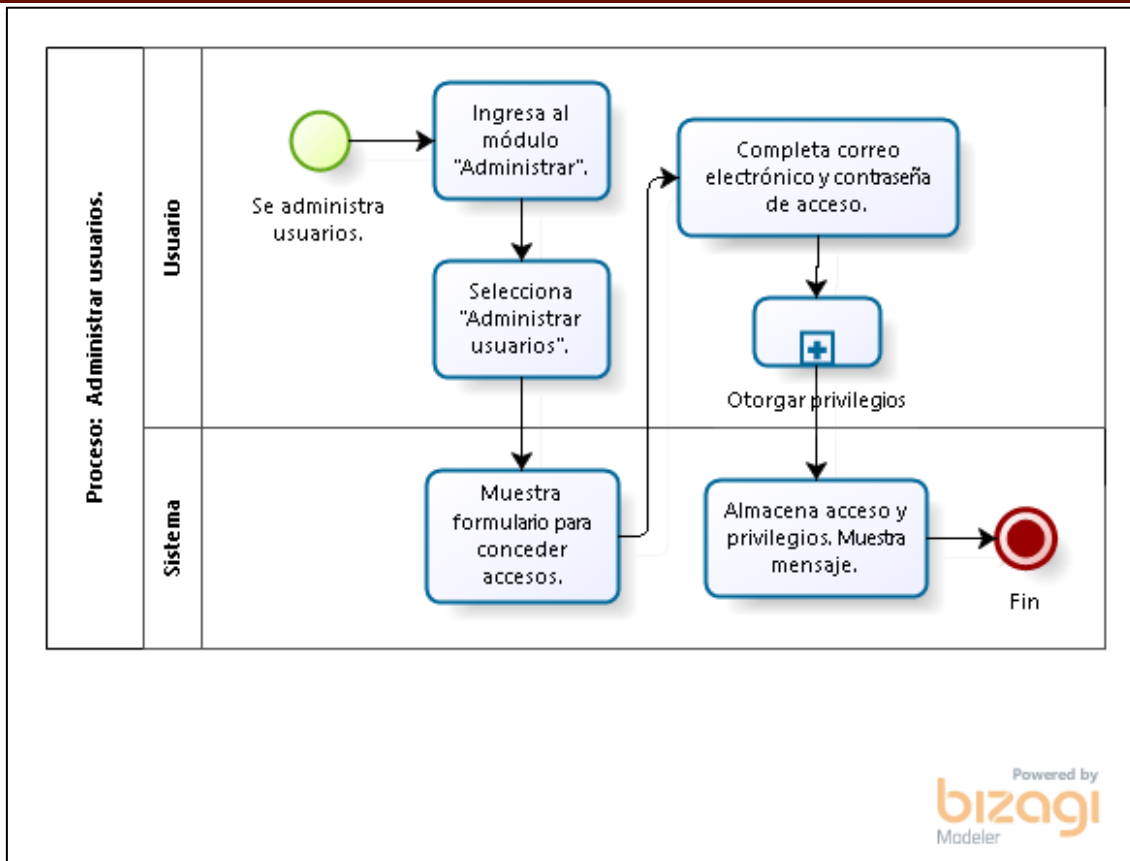 Proceso: Administrar usuarios.
Usuario
Se administra
usuarios.
Ingresa al
módulo
"Administrar".
Selecciona
"Administrar
usuarios".
Completa correo
electrónico y contraseña
de acceso.
Otorgar privilegios
Sistema
Muestra
formulario para
conceder
accesos.
Almacena acceso y
privilegios. Muestra
mensaje.
Fin
Powered by
bizagi
Modeler